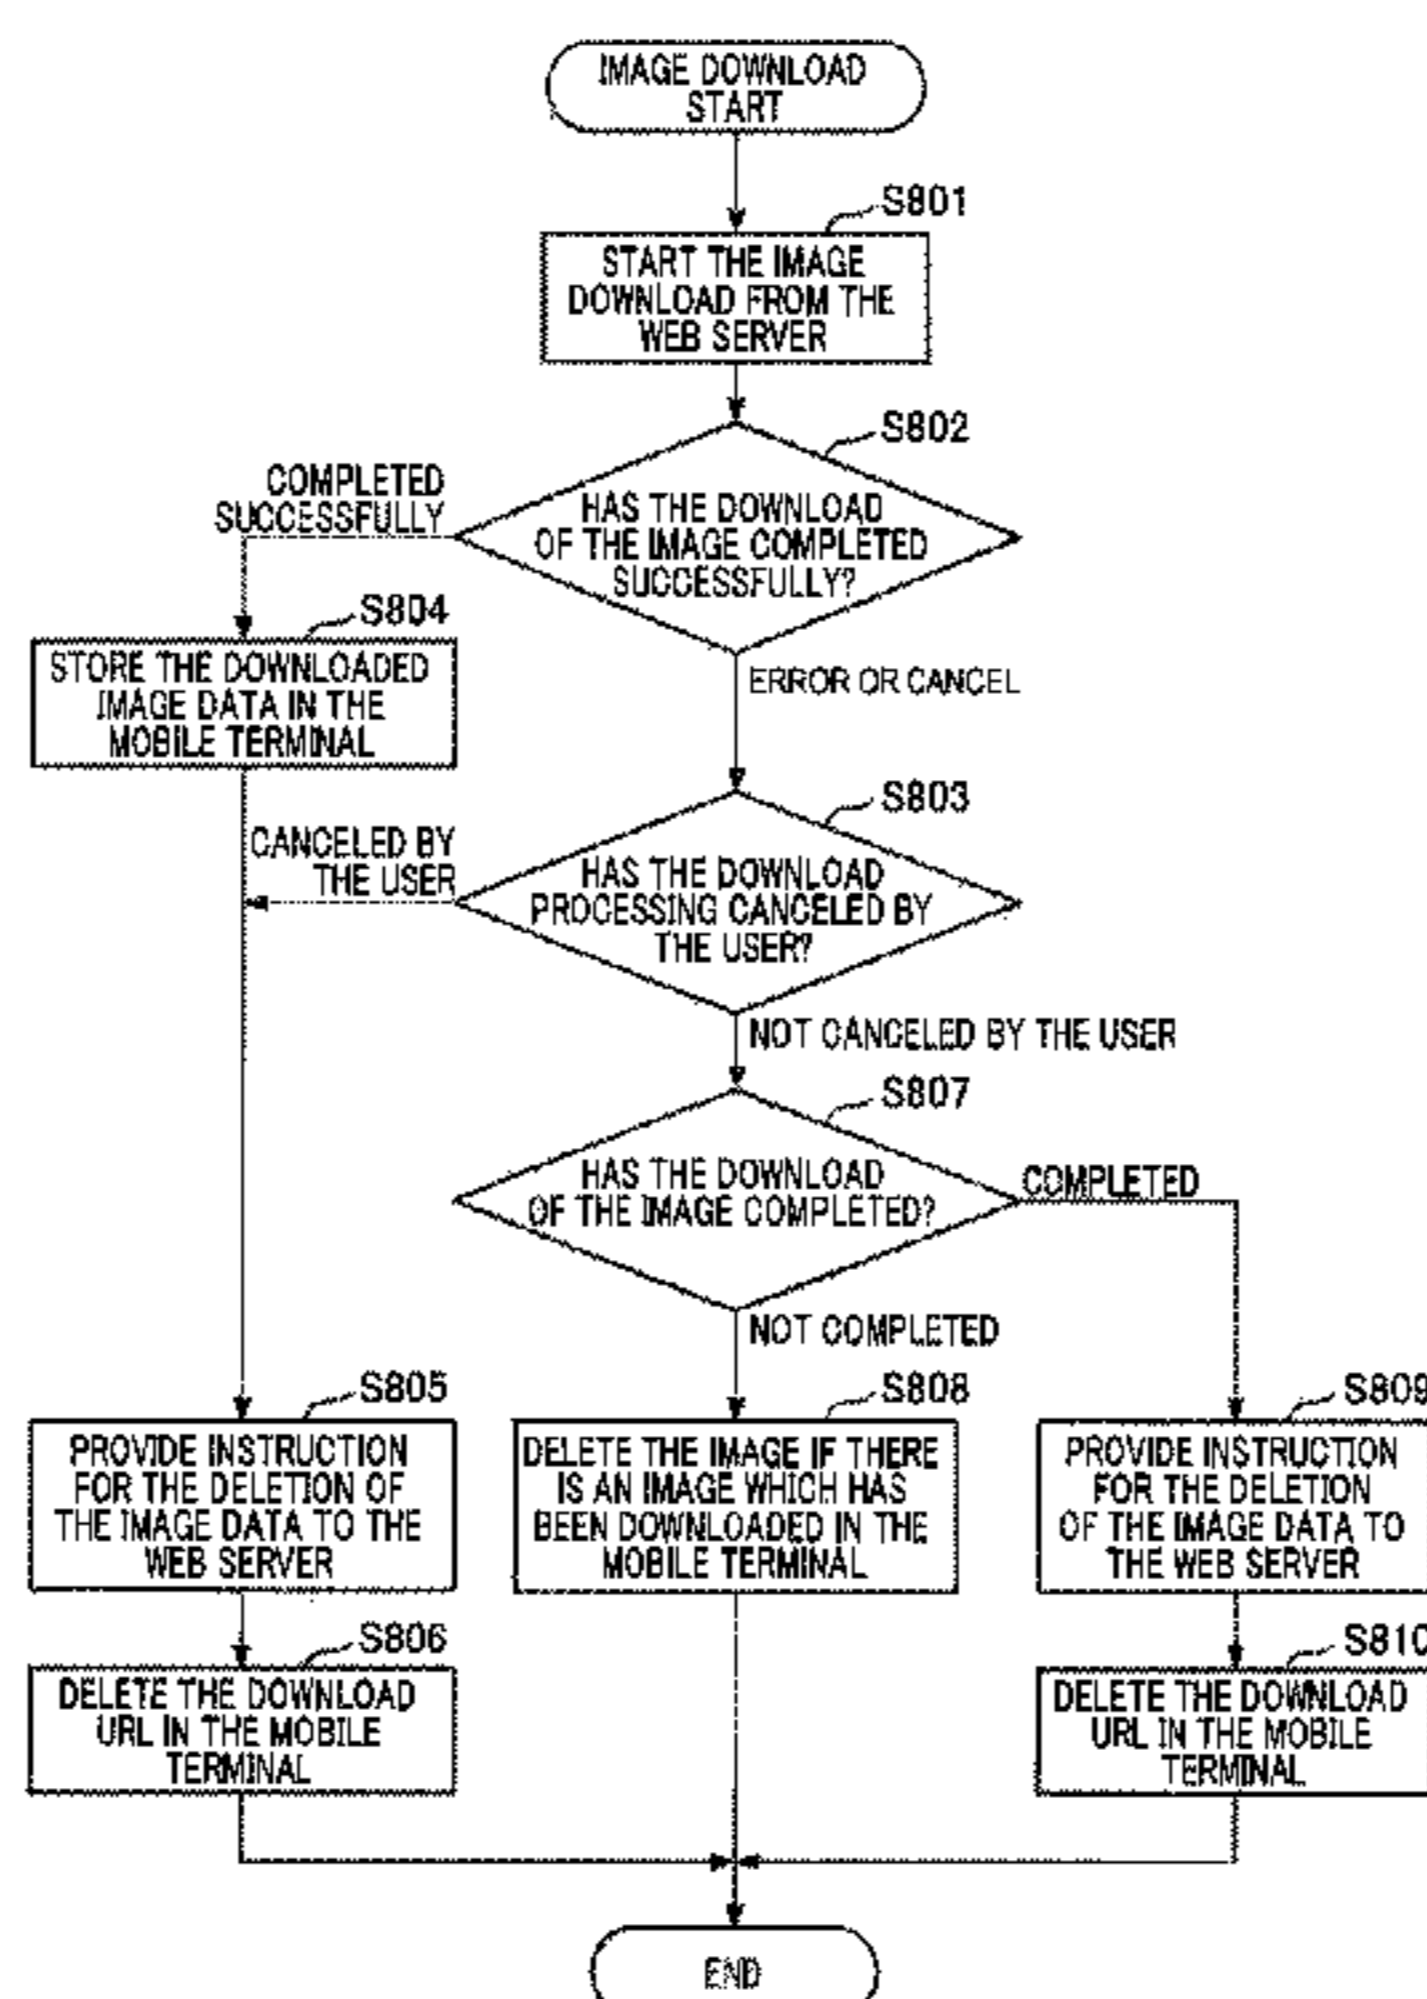 IMAGE DOWNLOAD
START
S801
START THE IMAGE
DOWNLOAD FROM THE
WEB SERVER
S802
HAS THE DOWNLOAD
OF THE IMAGE COMPLETED
SUCCESSFULLY?
COMPLETED
SUCCESSFULLY
S804
STORE THE DOWNLOADED
IMAGE DATA IN THE
MOBILE TERMINAL
ERROR OR CANCEL
S803
HAS THE DOWNLOAD
PROCESSING CANCELED BY
THE USER?
CANCELED BY
THE USER
NOT CANCELED BY THE USER
S807
HAS THE DOWNLOAD
OF THE IMAGE COMPLETED?
COMPLETED
NOT COMPLETED
S805
PROVIDE INSTRUCTION
FOR THE DELETION OF
THE IMAGE DATA TO THE
WEB SERVER
S808
DELETE THE IMAGE IF THERE
IS AN IMAGE WHICH HAS
BEEN DOWNLOADED IN THE
MOBILE TERMINAL
S809
PROVIDE INSTRUCTION
FOR THE DELETION
OF THE IMAGE DATA TO
THE WEB SERVER
S806
DELETE THE DOWNLOAD
URL IN THE MOBILE
TERMINAL
S810
DELETE THE DOWNLOAD
URL IN THE MOBILE
TERMINAL
END